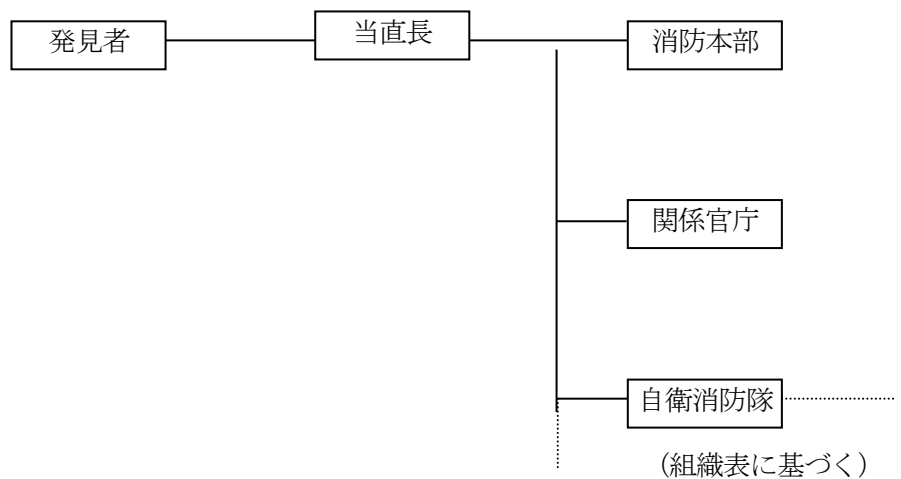 発見者
当直長
消防本部
関係官庁
自衛消防隊
(組織表に基づく)